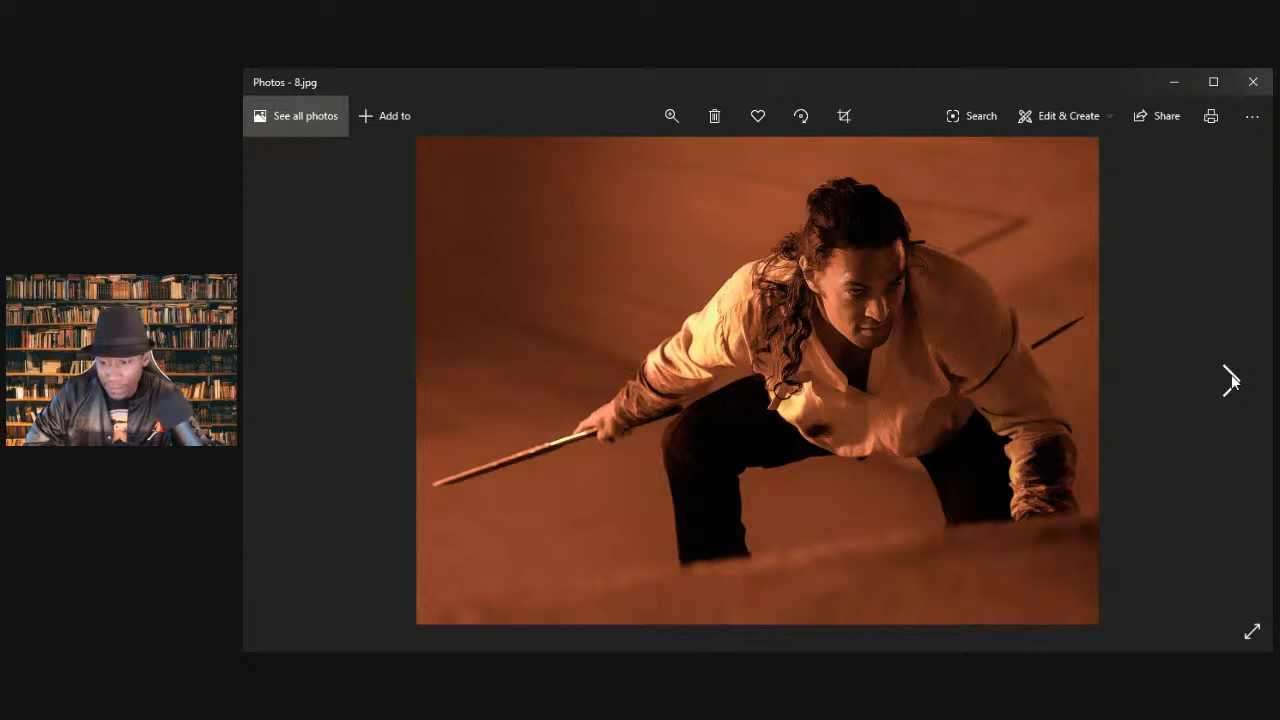 Photos - 8.jpg
See all photos
Add to
Search
Edit & Create
Share